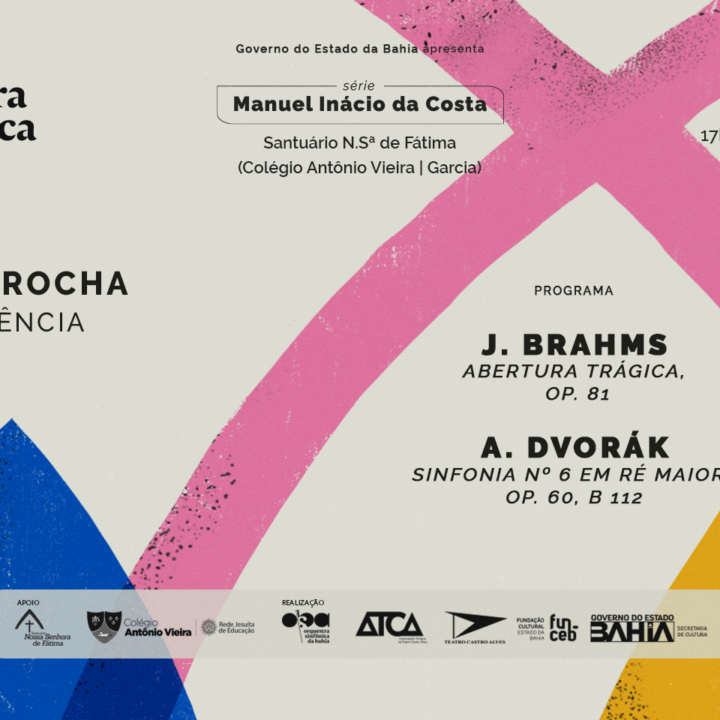 Governo do Estado da Bahia apresenta
série
Manuel Inácio da Costa
Santuário N.Sª de Fátima
(Colégio Antônio Vieira | Garcia)
ra
ca
17
ROCHA
ÊNCIA
PROGRAMA
J. BRAHMS
ABERTURA TRÁGICA,
OP. 81
A. DVORÁK
SINFONIA Nº 6 EM RÉ MAIOR
OP. 60, B 112
APOIO
Nossa Senhora
de Fátima
Colégio
Antônio Vieira
Rede Jesuíta
de Educação
REALIZAÇÃO
orquestra
sinfônica
da bahia
ATCA
TEATRO CASTRO ALVES
FUNDAÇÃO
CULTURAL
ESTADO DA
BAHIA
fun
ceb
GOVERNO DO ESTADO
BAHIA
SECRETARIA
DE CULTURA